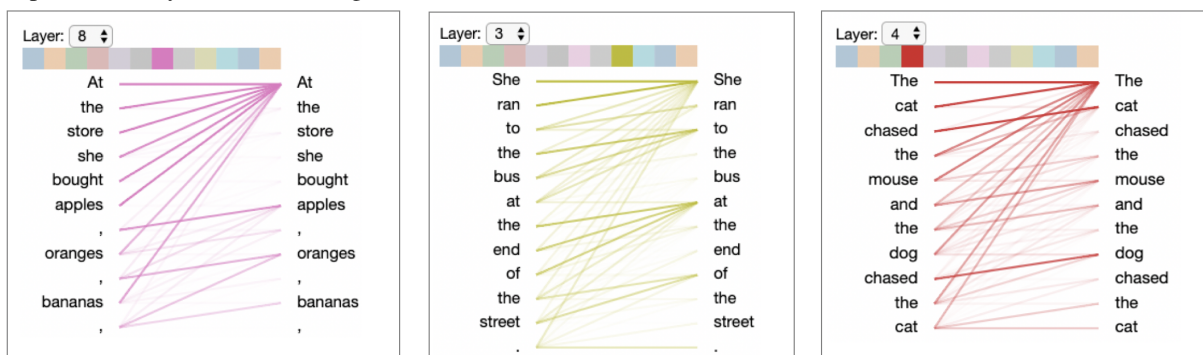 Layer: 8
At At
the the
store store
she she
bought bought
apples apples
, ,
oranges oranges
, ,
bananas bananas
, ,
Layer: 3
She She
ran ran
to to
the the
bus bus
at at
the the
end end
of of
the the
street street
. .
Layer: 4
The The
cat cat
chased chased
the the
mouse mouse
and and
the the
dog dog
chased chased
the the
cat cat